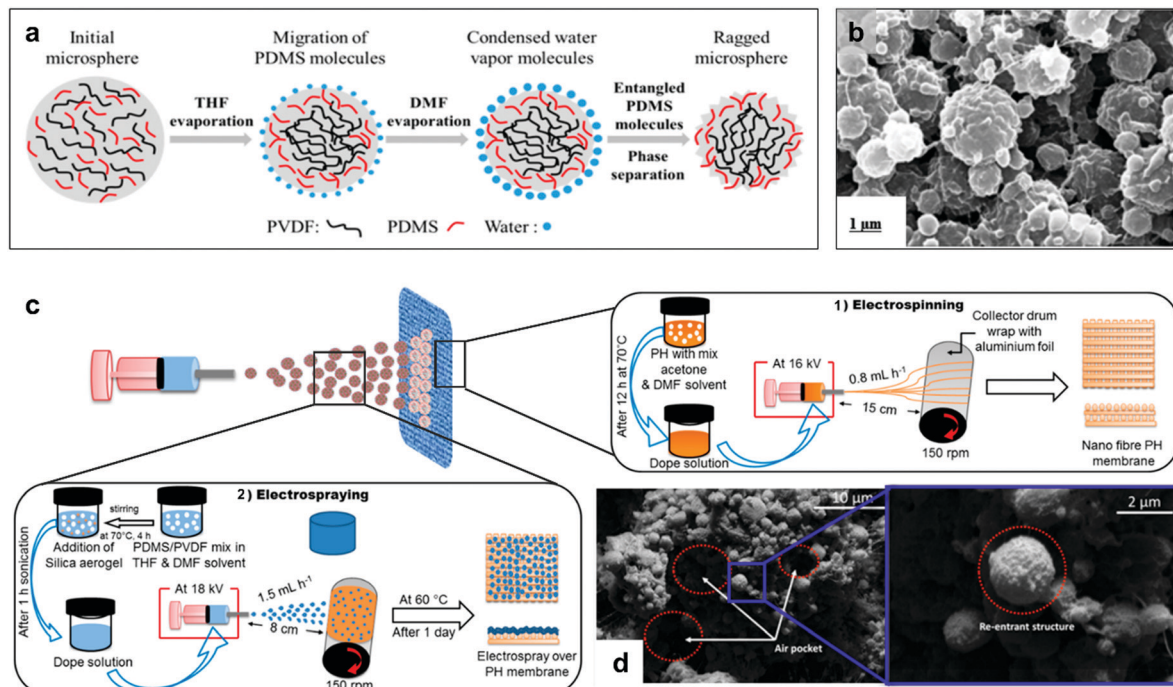 a
Initial
microsphere
Migration of
PDMS molecules
Condensed water
vapor molecules
Ragged
microsphere
THF
evaporation
DMF
evaporation
Entangled
PDMS
molecules
Phase
separation
PVDF:
PDMS
Water :
b
1 µm
c
1) Electrospinning
After 12 h at 70°C
PH with mix
acetone
& DMF solvent
Dope solution
At 16 kV
0.8 mL h-1
15 cm
Collector drum
wrap with
aluminium foil
150 rpm
Nano fibre PH
membrane
2) Electrospraying
After 1 h sonication
stirring
at 70°C, 4 h
Addition of
Silica aerogel
PDMS/PVDF mix in
THF & DMF solvent
Dope solution
At 18 kV
1.5 mL h-1
8 cm
150 rpm
At 60 °C
After 1 day
Electrospray over
PH membrane
d
10 µm
Air pocket
2 µm
Re-entrant structure